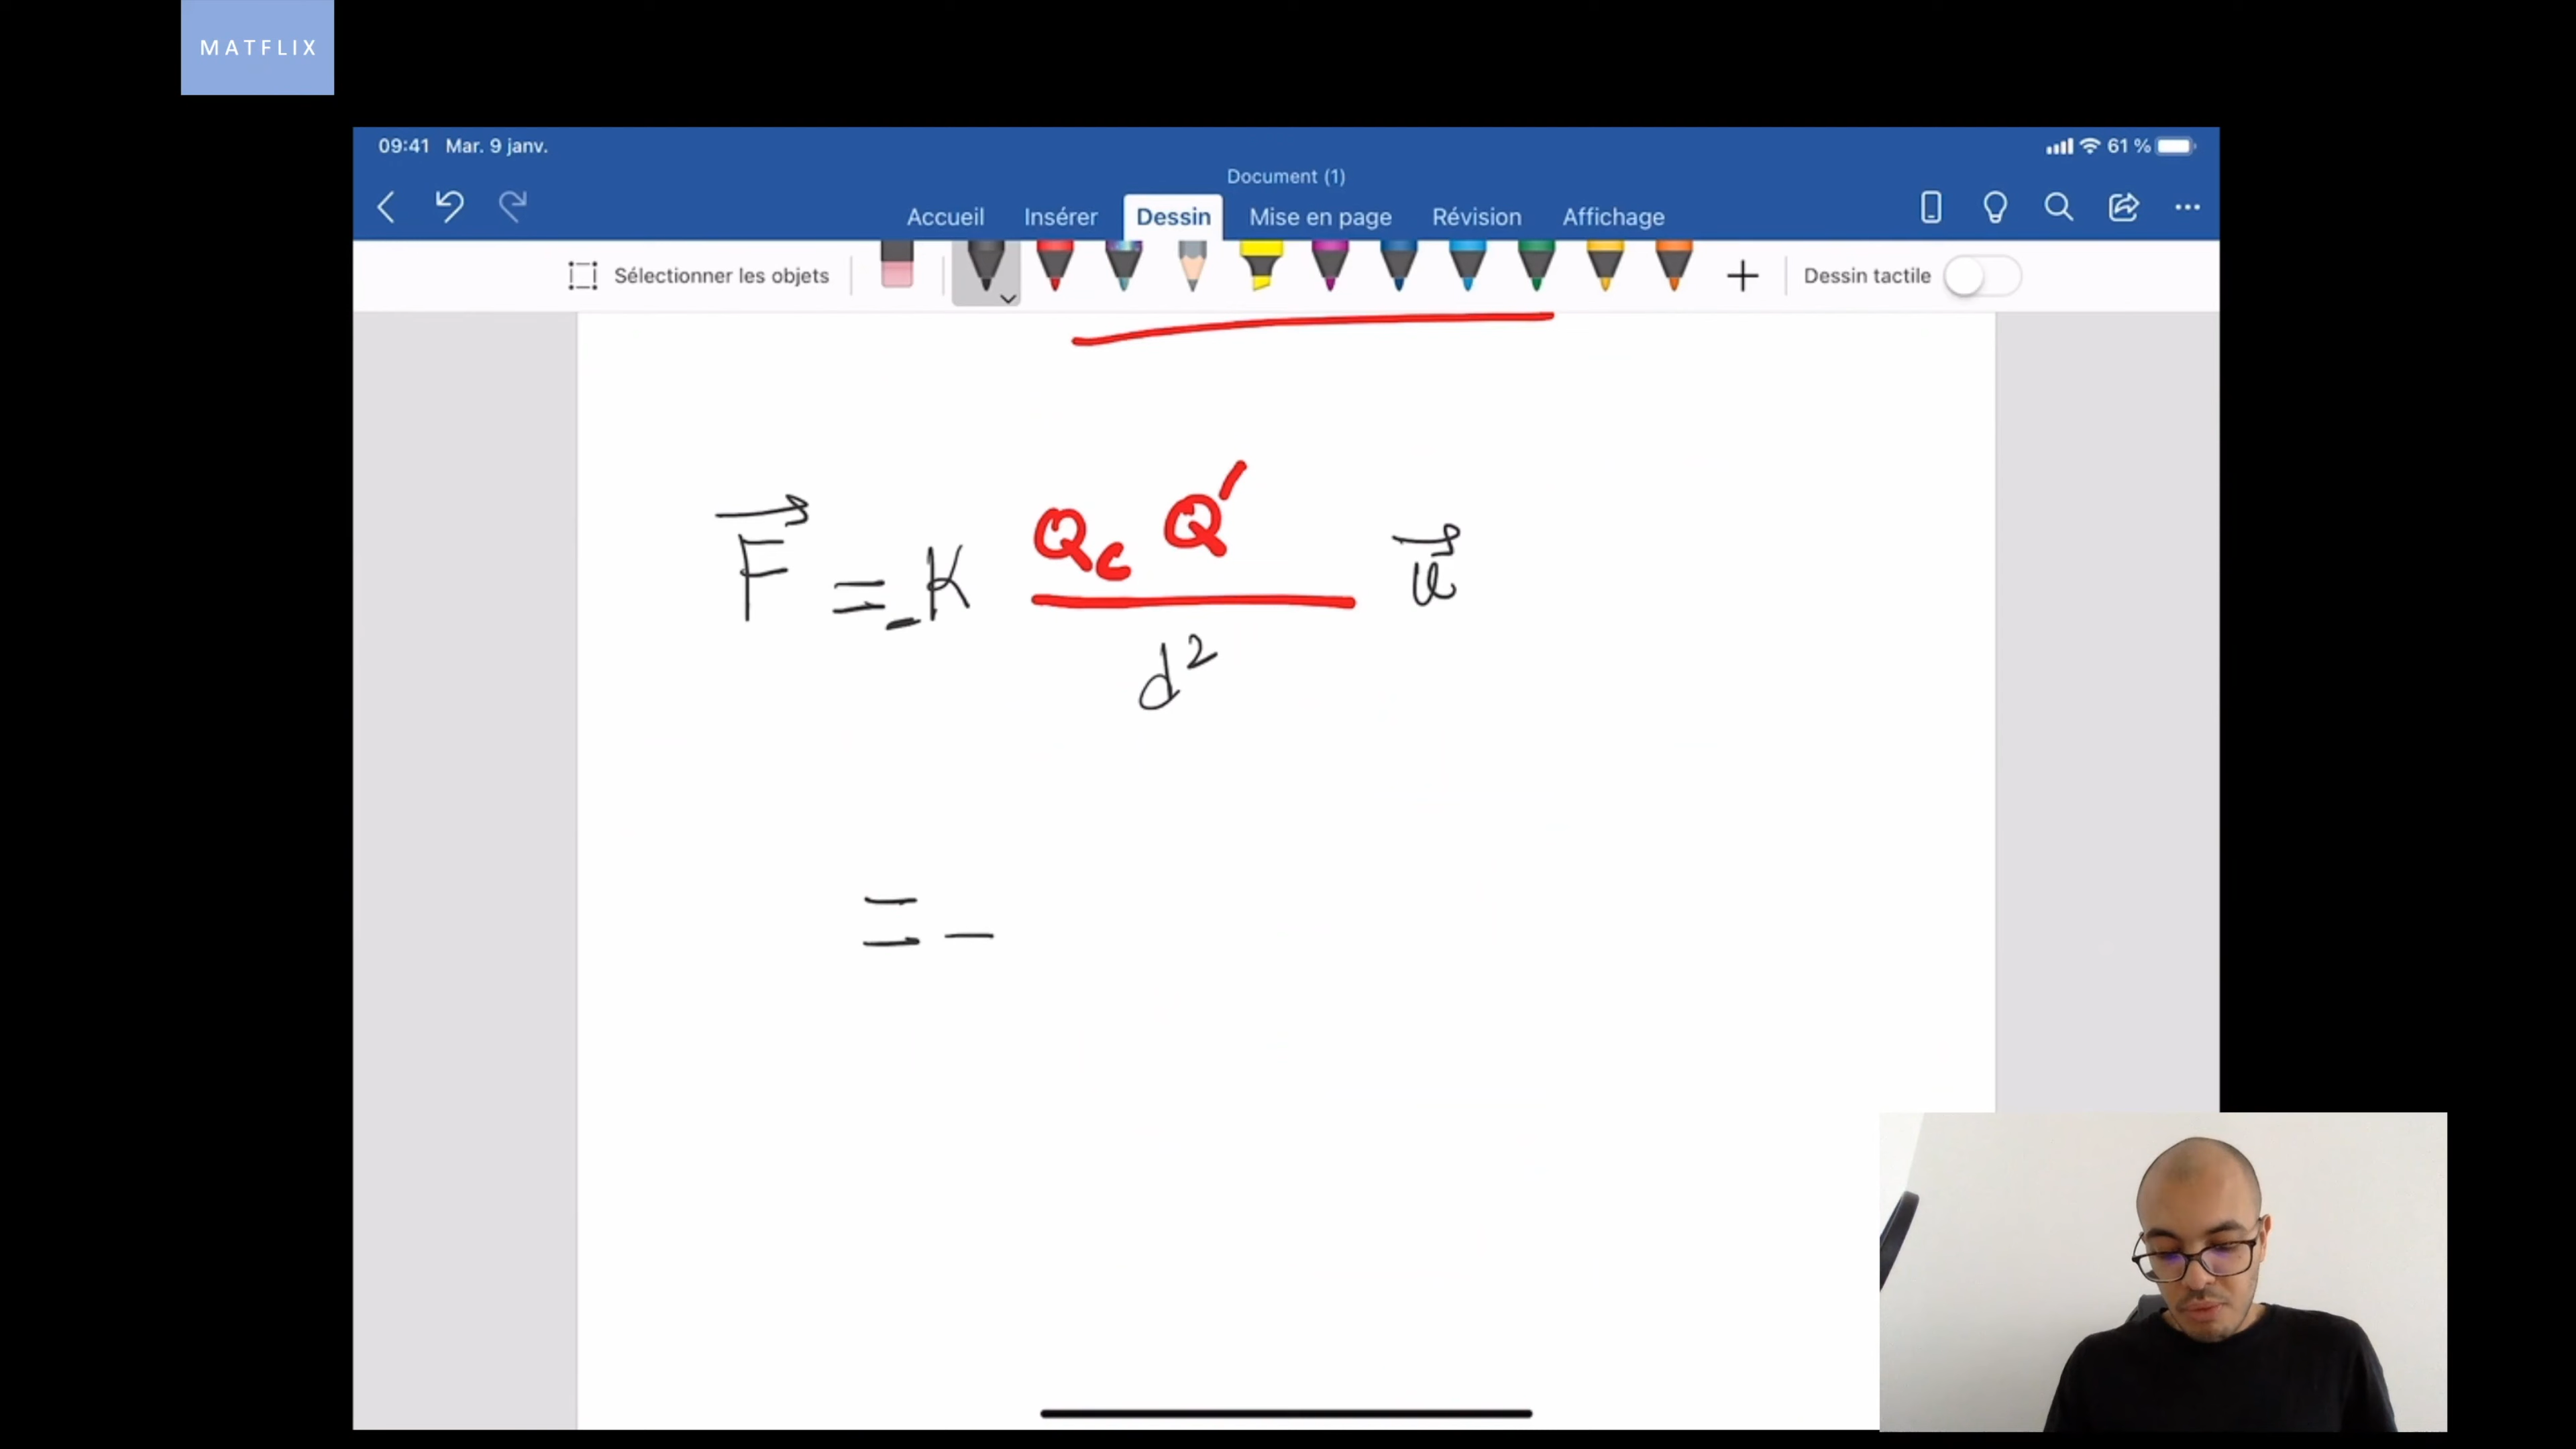 MATFLIX
09:41 Mar. 9 janv. 61 %
Document (1)
Accueil Insérer Dessin Mise en page Révision Affichage
Sélectionner les objets Dessin tactile
F⃗ = -K Qc Q′ / d² u⃗
= -